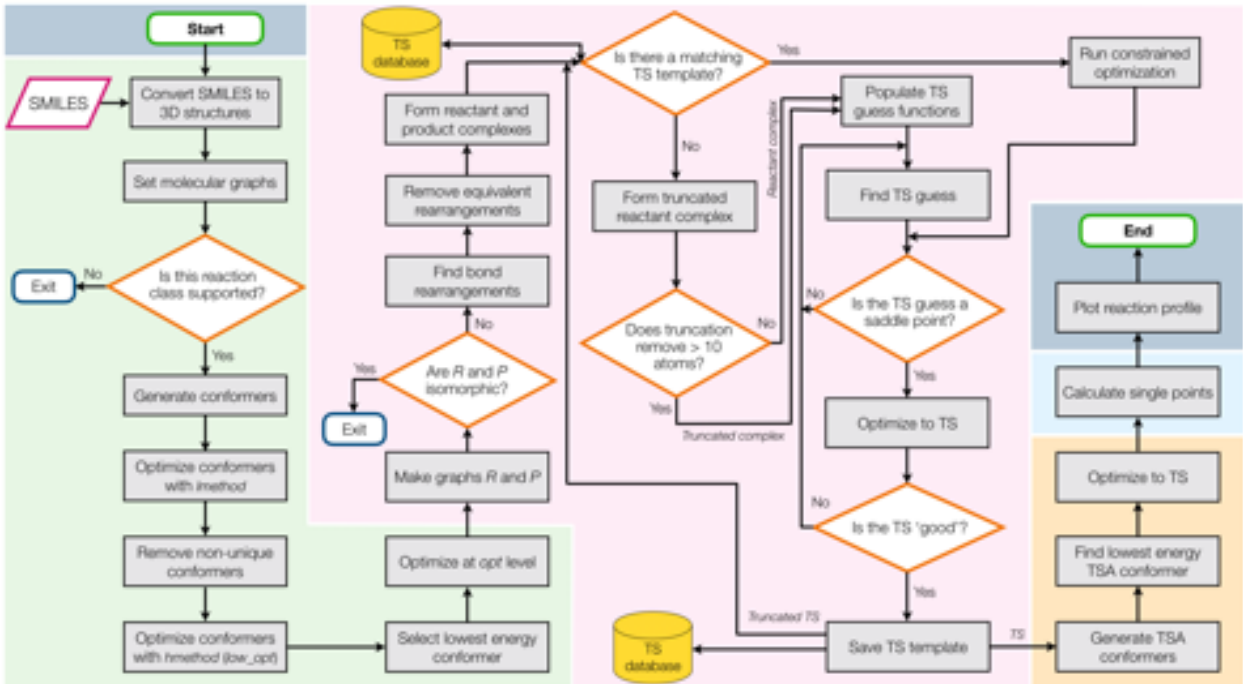 Start
SMILES
Convert SMILES to
3D structures
Set molecular graphs
Is this reaction
class supported?
No
Exit
Yes
Generate conformers
Optimize conformers
with lmethod
Remove non-unique
conformers
Optimize conformers
with hmethod (low_opt)
Select lowest energy
conformer
Optimize at opt level
Make graphs R and P
Are R and P
isomorphic?
Yes
Exit
No
Find bond
rearrangements
Remove equivalent
rearrangements
Form reactant and
product complexes
TS
database
Is there a matching
TS template?
Yes
Run constrained
optimization
No
Form truncated
reactant complex
Does truncation
remove > 10
atoms?
No
Reactant complex
Yes
Truncated complex
Populate TS
guess functions
Find TS guess
Is the TS guess a
saddle point?
No
Yes
Optimize to TS
Is the TS 'good'?
No
Yes
Save TS template
Truncated TS
TS
database
TS
Generate TSA
conformers
Find lowest energy
TSA conformer
Optimize to TS
Calculate single points
Plot reaction profile
End